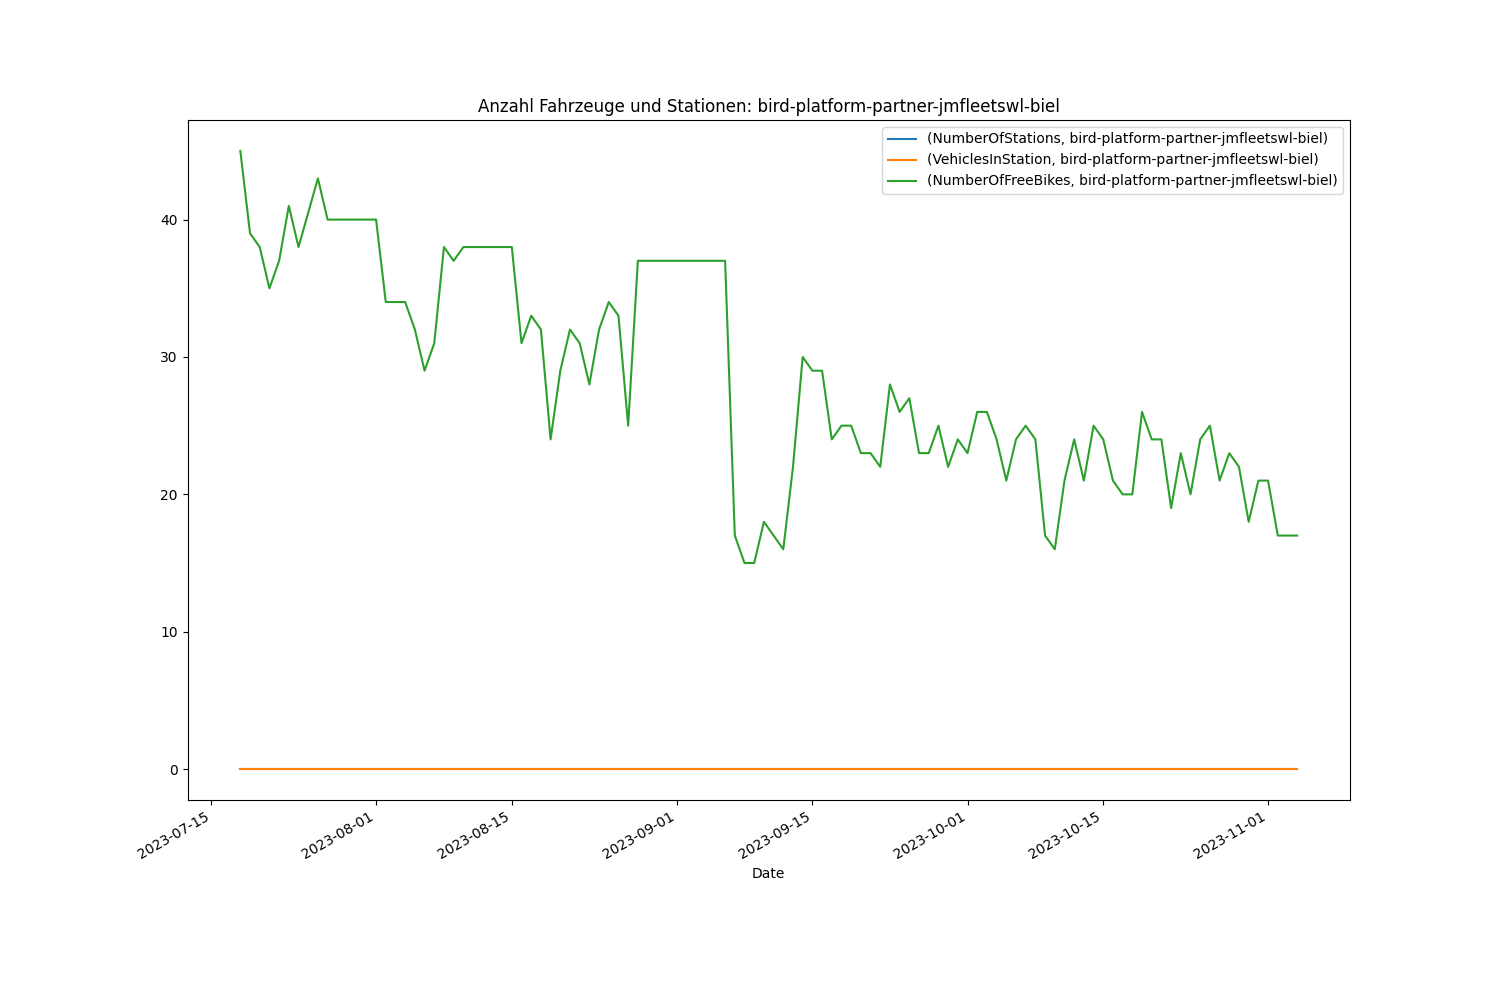 Anzahl Fahrzeuge und Stationen: bird-platform-partner-jmfleetswl-biel
(NumberOfStations, bird-platform-partner-jmfleetswl-biel)
(VehiclesInStation, bird-platform-partner-jmfleetswl-biel)
(NumberOfFreeBikes, bird-platform-partner-jmfleetswl-biel)
40
30
20
10
0
2023-07-15
2023-08-01
2023-08-15
2023-09-01
2023-09-15
2023-10-01
2023-10-15
2023-11-01
Date